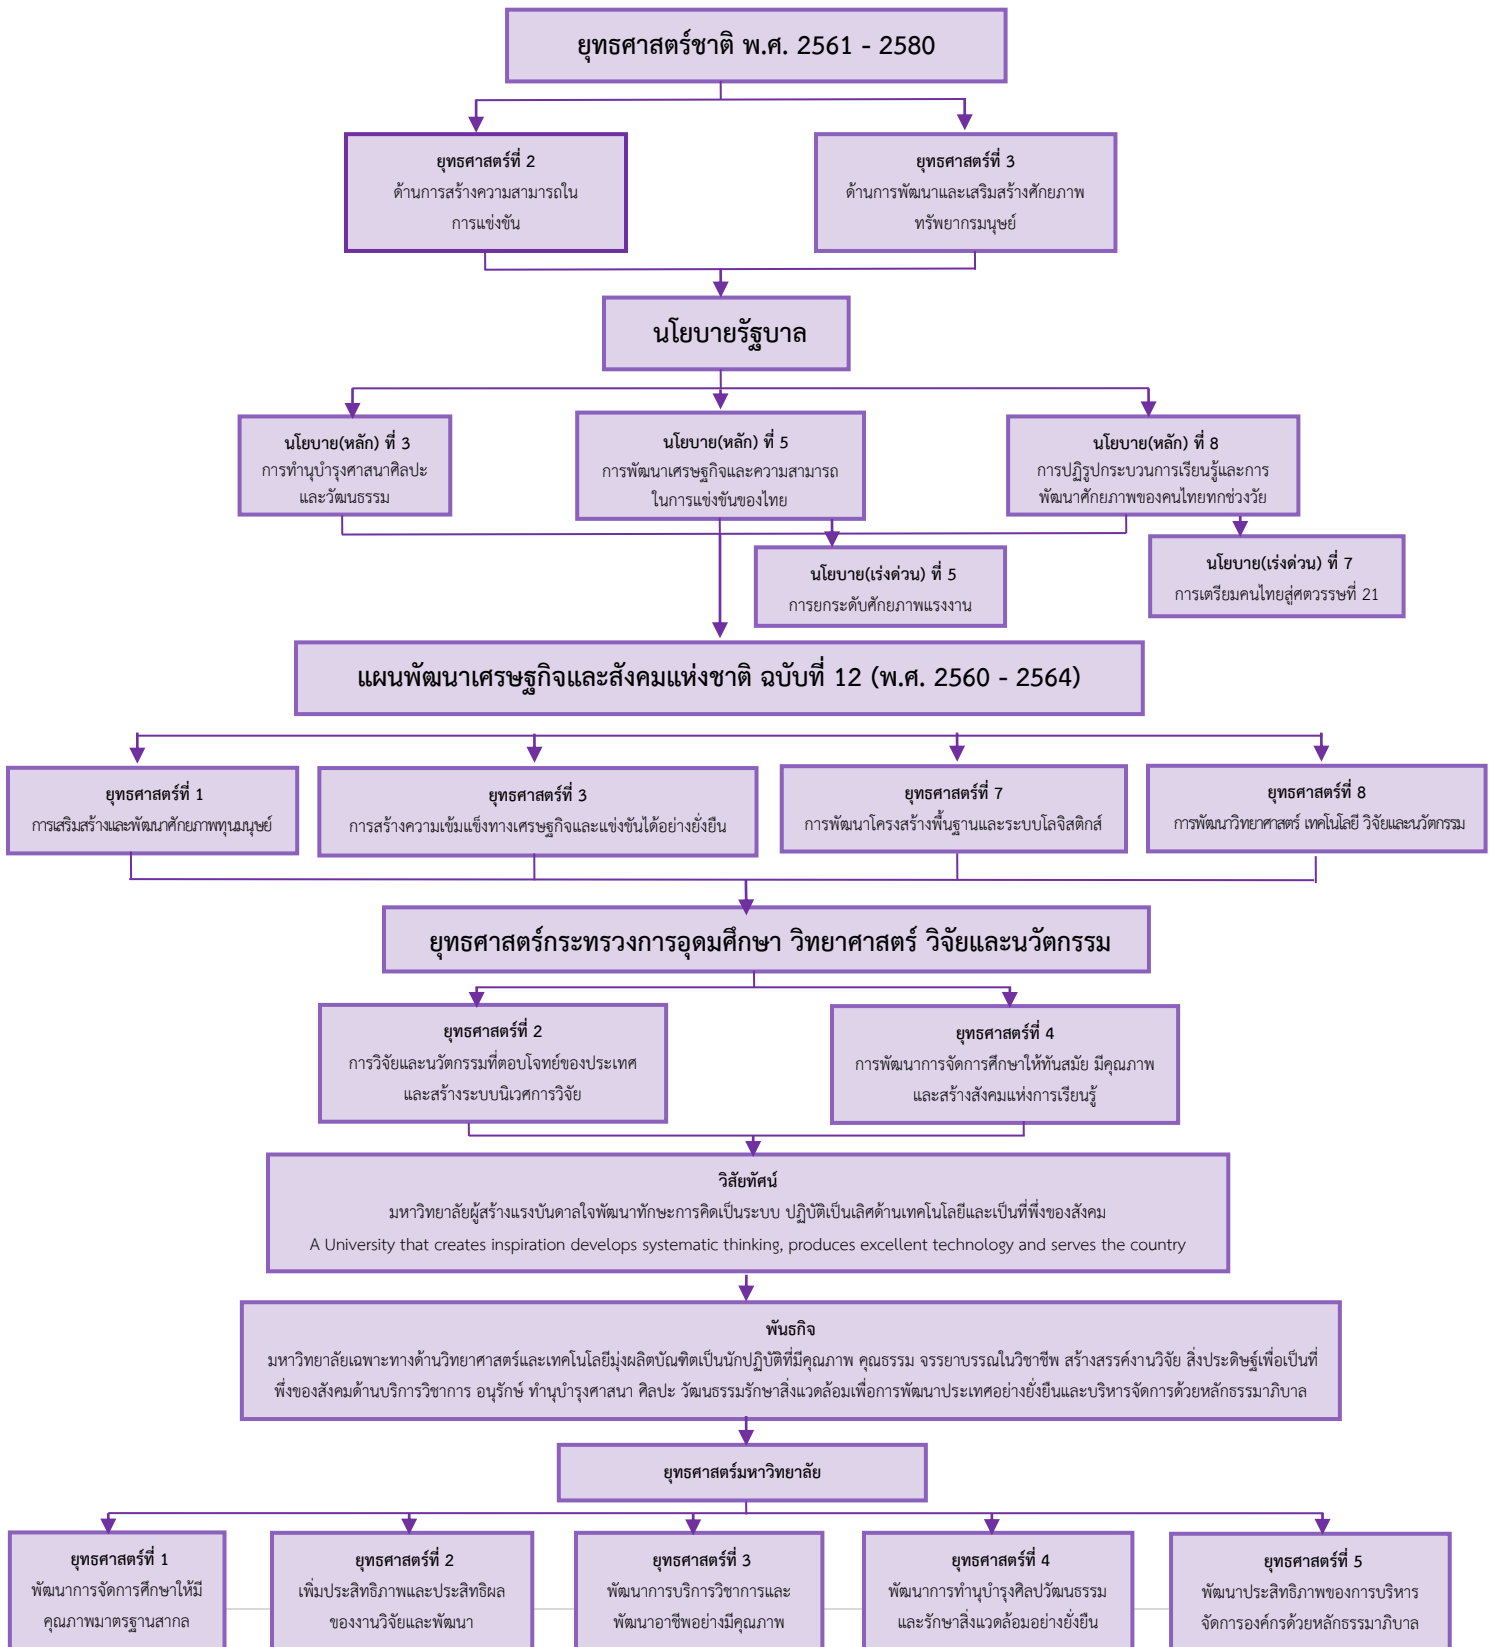 ยุทธศาสตร์ชาติ พ.ศ. 2561 - 2580
ยุทธศาสตร์ที่ 2
ด้านการสร้างความสามารถใน
การแข่งขัน
ยุทธศาสตร์ที่ 3
ด้านการพัฒนาและเสริมสร้างศักยภาพ
ทรัพยากรมนุษย์
นโยบายรัฐบาล
นโยบาย(หลัก) ที่ 3
การทำนุบำรุงศาสนาศิลปะ
และวัฒนธรรม
นโยบาย(หลัก) ที่ 5
การพัฒนาเศรษฐกิจและความสามารถ
ในการแข่งขันของไทย
นโยบาย(หลัก) ที่ 8
การปฏิรูปกระบวนการเรียนรู้และการ
พัฒนาศักยภาพของคนไทยทกช่วงวัย
นโยบาย(เร่งด่วน) ที่ 5
การยกระดับศักยภาพแรงงาน
นโยบาย(เร่งด่วน) ที่ 7
การเตรียมคนไทยสู่ศตวรรษที่ 21
แผนพัฒนาเศรษฐกิจและสังคมแห่งชาติ ฉบับที่ 12 (พ.ศ. 2560 - 2564)
ยุทธศาสตร์ที่ 1
การเสริมสร้างและพัฒนาศักยภาพทุนมนุษย์
ยุทธศาสตร์ที่ 3
การสร้างความเข้มแข็งทางเศรษฐกิจและแข่งขันได้อย่างยั่งยืน
ยุทธศาสตร์ที่ 7
การพัฒนาโครงสร้างพื้นฐานและระบบโลจิสติกส์
ยุทธศาสตร์ที่ 8
การพัฒนาวิทยาศาสตร์ เทคโนโลยี วิจัยและนวัตกรรม
ยุทธศาสตร์กระทรวงการอุดมศึกษา วิทยาศาสตร์ วิจัยและนวัตกรรม
ยุทธศาสตร์ที่ 2
การวิจัยและนวัตกรรมที่ตอบโจทย์ของประเทศ
และสร้างระบบนิเวศการวิจัย
ยุทธศาสตร์ที่ 4
การพัฒนาการจัดการศึกษาให้ทันสมัย มีคุณภาพ
และสร้างสังคมแห่งการเรียนรู้
วิสัยทัศน์
มหาวิทยาลัยผู้สร้างแรงบันดาลใจพัฒนาทักษะการคิดเป็นระบบ ปฏิบัติเป็นเลิศด้านเทคโนโลยีและเป็นที่พึ่งของสังคม
A University that creates inspiration develops systematic thinking, produces excellent technology and serves the country
พันธกิจ
มหาวิทยาลัยเฉพาะทางด้านวิทยาศาสตร์และเทคโนโลยีมุ่งผลิตบัณฑิตเป็นนักปฏิบัติที่มีคุณภาพ คุณธรรม จรรยาบรรณในวิชาชีพ สร้างสรรค์งานวิจัย สิ่งประดิษฐ์เพื่อเป็นที่
พึ่งของสังคมด้านบริการวิชาการ อนุรักษ์ ทำนุบำรุงศาสนา ศิลปะ วัฒนธรรมรักษาสิ่งแวดล้อมเพื่อการพัฒนาประเทศอย่างยั่งยืนและบริหารจัดการด้วยหลักธรรมาภิบาล
ยุทธศาสตร์มหาวิทยาลัย
ยุทธศาสตร์ที่ 1
พัฒนาการจัดการศึกษาให้มี
คุณภาพมาตรฐานสากล
ยุทธศาสตร์ที่ 2
เพิ่มประสิทธิภาพและประสิทธิผล
ของงานวิจัยและพัฒนา
ยุทธศาสตร์ที่ 3
พัฒนาการบริการวิชาการและ
พัฒนาอาชีพอย่างมีคุณภาพ
ยุทธศาสตร์ที่ 4
พัฒนาการทำนุบำรุงศิลปวัฒนธรรม
และรักษาสิ่งแวดล้อมอย่างยั่งยืน
ยุทธศาสตร์ที่ 5
พัฒนาประสิทธิภาพของการบริหาร
จัดการองค์กรด้วยหลักธรรมาภิบาล